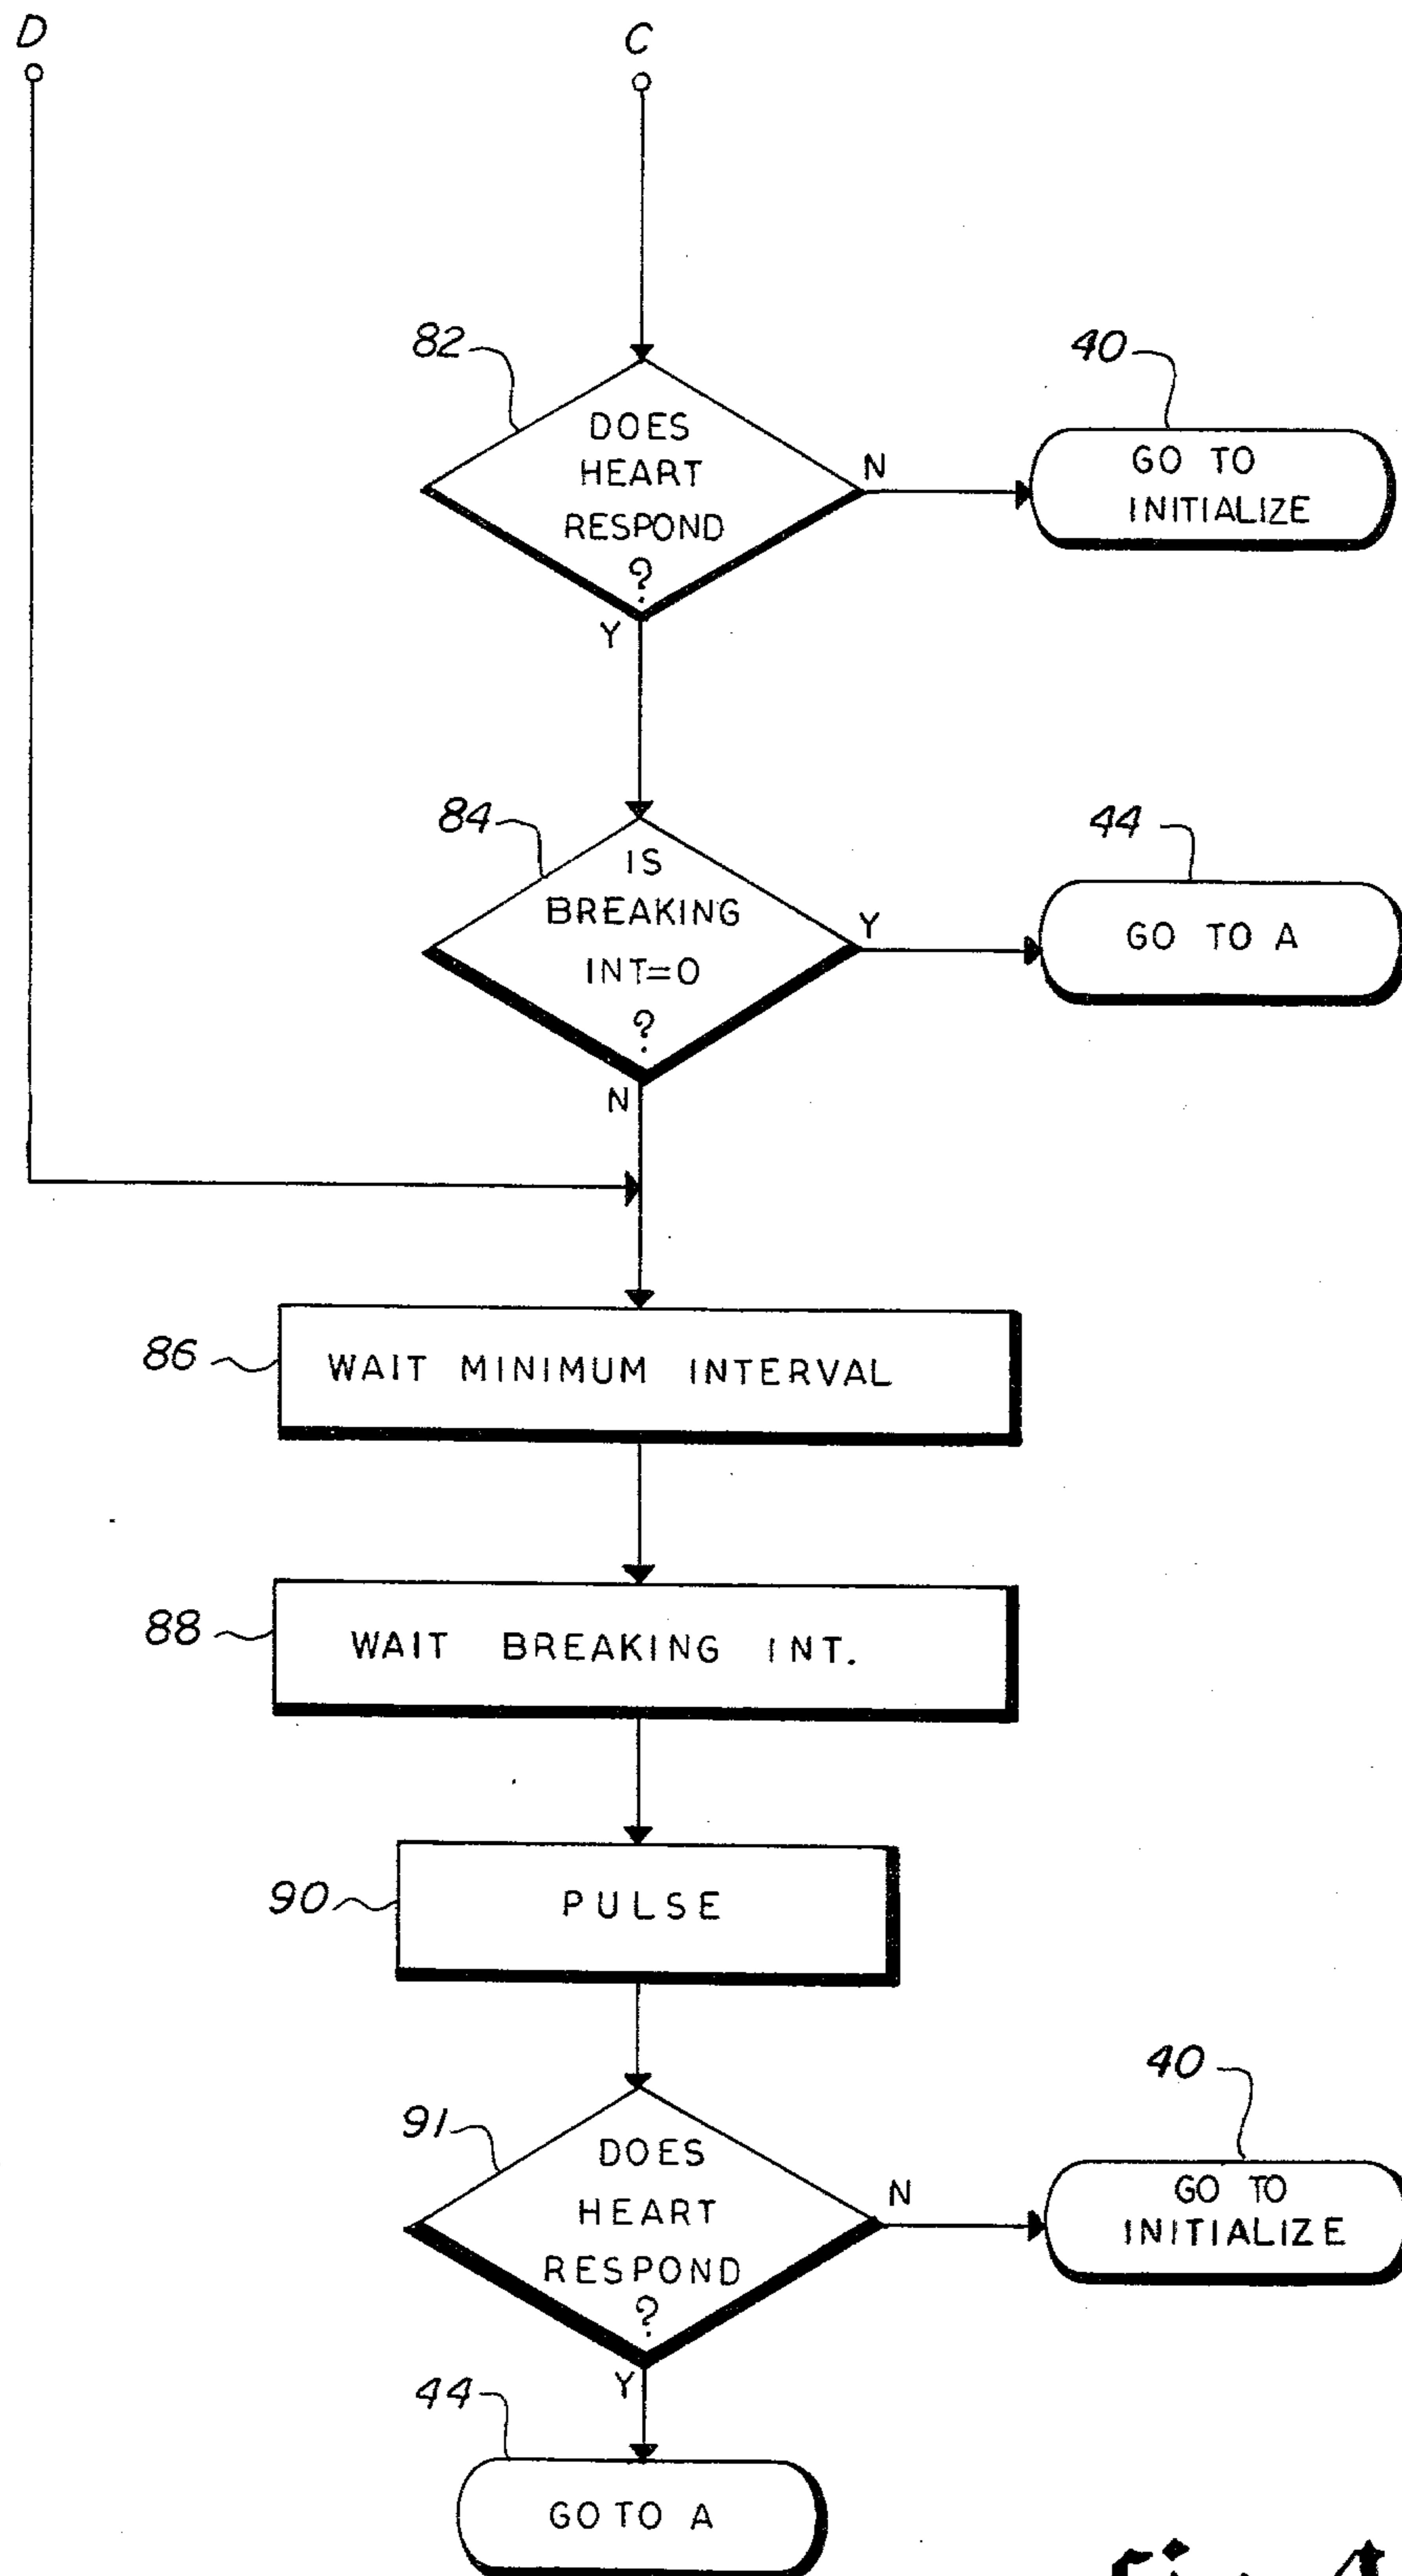 D
C
82
DOES
HEART
RESPOND
?
N
Y
40
GO TO
INITIALIZE
84
IS
BREAKING
INT=0
?
Y
N
44
GO TO A
86
WAIT MINIMUM INTERVAL
88
WAIT BREAKING INT.
90
PULSE
91
DOES
HEART
RESPOND
?
N
Y
40
GO TO
INITIALIZE
44
GO TO A